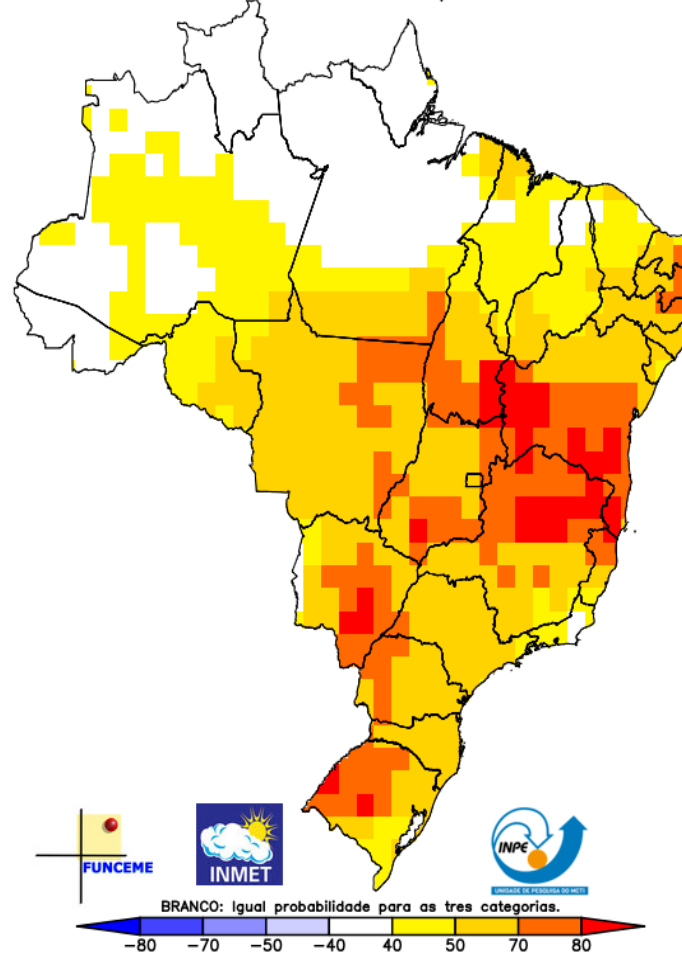 FUNCEME
INMET
INPE
UNIDADE DE PESQUISA DO MCTI
BRANCO: Igual probabilidade para as tres categorias.
-80 -70 -50 -40 40 50 70 80